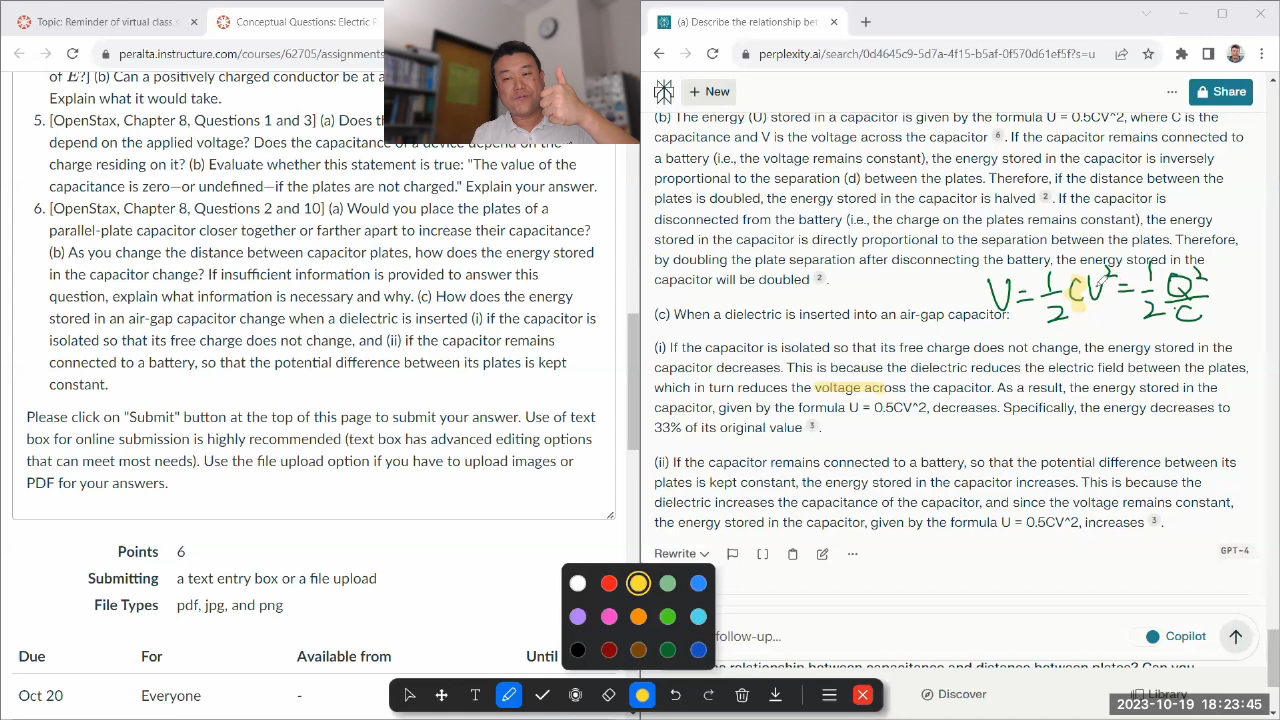 Topic: Reminder of virtual class
Conceptual Questions: Electric
peralta.instructure.com/courses/62705/assignments
of E?] (b) Can a positively charged conductor be at a
Explain what it would take.
5. [OpenStax, Chapter 8, Questions 1 and 3] (a) Does the
depend on the applied voltage? Does the capacitance of a device depend on the
charge residing on it? (b) Evaluate whether this statement is true: "The value of the
capacitance is zero—or undefined—if the plates are not charged." Explain your answer.
6. [OpenStax, Chapter 8, Questions 2 and 10] (a) Would you place the plates of a
parallel-plate capacitor closer together or farther apart to increase their capacitance?
(b) As you change the distance between capacitor plates, how does the energy stored
in the capacitor change? If insufficient information is provided to answer this
question, explain what information is necessary and why. (c) How does the energy
stored in an air-gap capacitor change when a dielectric is inserted (i) if the capacitor is
isolated so that its free charge does not change, and (ii) if the capacitor remains
connected to a battery, so that the potential difference between its plates is kept
constant.
Please click on "Submit" button at the top of this page to submit your answer. Use of text
box for online submission is highly recommended (text box has advanced editing options
that can meet most needs). Use the file upload option if you have to upload images or
PDF for your answers.
Points 6
Submitting a text entry box or a file upload
File Types pdf, jpg, and png
Due For Available from Until
Oct 20 Everyone -
(a) Describe the relationship bet
perplexity.ai/search/0d4645c9-5d7a-4f15-b5af-0f570d61ef5f?s=u
New
Share
(b) The energy (U) stored in a capacitor is given by the formula U = 0.5CV^2, where C is the
capacitance and V is the voltage across the capacitor 6. If the capacitor remains connected to
a battery (i.e., the voltage remains constant), the energy stored in the capacitor is inversely
proportional to the separation (d) between the plates. Therefore, if the distance between the
plates is doubled, the energy stored in the capacitor is halved 2. If the capacitor is
disconnected from the battery (i.e., the charge on the plates remains constant), the energy
stored in the capacitor is directly proportional to the separation between the plates. Therefore,
by doubling the plate separation after disconnecting the battery, the energy stored in the
capacitor will be doubled 2.
U = 1/2 CV² = 1/2 Q²/C
(c) When a dielectric is inserted into an air-gap capacitor:
(i) If the capacitor is isolated so that its free charge does not change, the energy stored in the
capacitor decreases. This is because the dielectric reduces the electric field between the plates,
which in turn reduces the voltage across the capacitor. As a result, the energy stored in the
capacitor, given by the formula U = 0.5CV^2, decreases. Specifically, the energy decreases to
33% of its original value 3.
(ii) If the capacitor remains connected to a battery, so that the potential difference between its
plates is kept constant, the energy stored in the capacitor increases. This is because the
dielectric increases the capacitance of the capacitor, and since the voltage remains constant,
the energy stored in the capacitor, given by the formula U = 0.5CV^2, increases 3.
Rewrite
GPT-4
follow-up...
Copilot
Discover
Library
2023-10-19 18:23:45